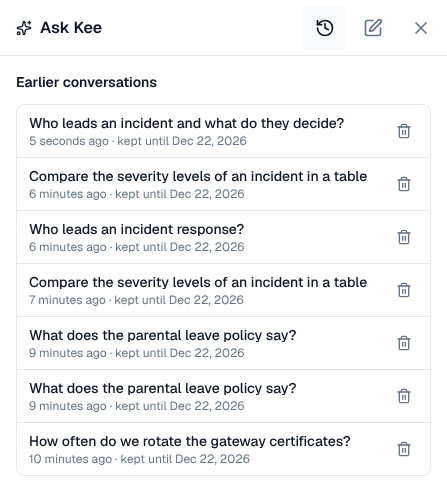 Ask Kee
Earlier conversations
Who leads an incident and what do they decide?
5 seconds ago · kept until Dec 22, 2026
Compare the severity levels of an incident in a table
6 minutes ago · kept until Dec 22, 2026
Who leads an incident response?
6 minutes ago · kept until Dec 22, 2026
Compare the severity levels of an incident in a table
7 minutes ago · kept until Dec 22, 2026
What does the parental leave policy say?
9 minutes ago · kept until Dec 22, 2026
What does the parental leave policy say?
9 minutes ago · kept until Dec 22, 2026
How often do we rotate the gateway certificates?
10 minutes ago · kept until Dec 22, 2026